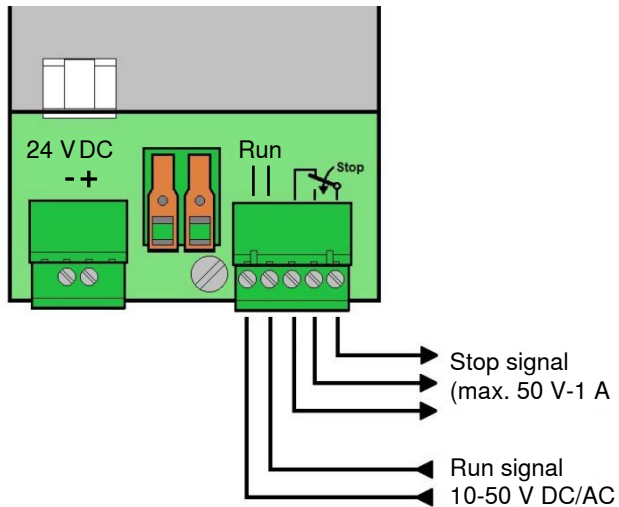 24 V DC
- +
Run
Stop
Stop signal
(max. 50 V-1 A
Run signal
10-50 V DC/AC